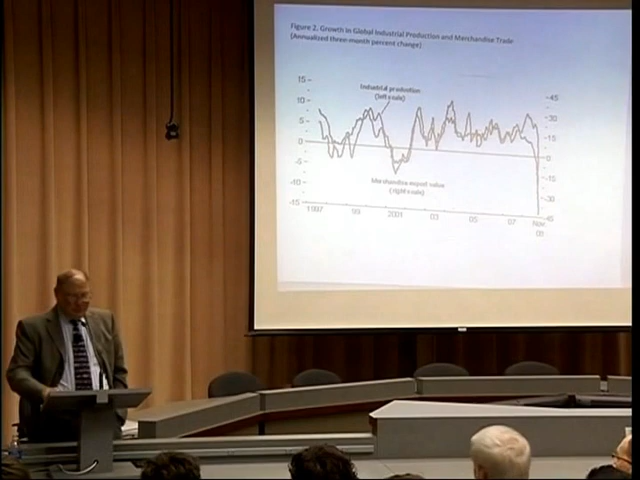 Figure 2. Growth in Global Industrial Production and Merchandise Trade
(Annualized three-month percent change)
15
10
5
0
-5
-10
-15
Industrial production
(left scale)
Merchandise export value
(right scale)
-45
-30
-15
0
-15
-30
-45
1997 99 2001 03 05 07 Nov